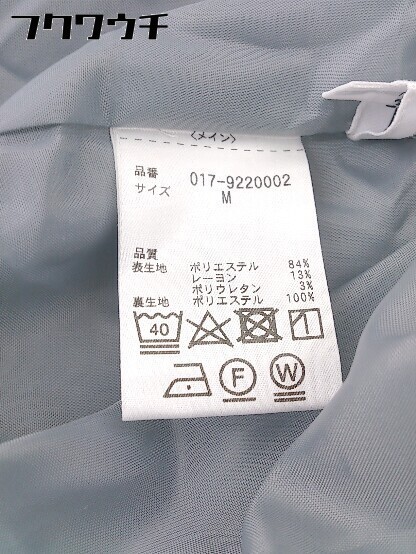 フクワウチ
〈メイン〉
品番 017-9220002
サイズ M
品質
表生地 ポリエステル 84%
レーヨン 13%
ポリウレタン 3%
裏生地 ポリエステル 100%
40
F W